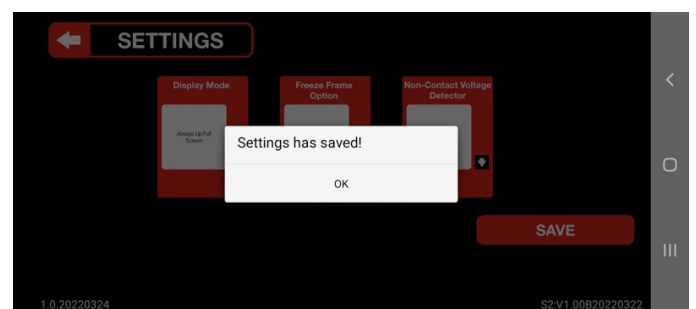 SETTINGS
Display Mode
Freeze Frame
Option
Non-Contact Voltage
Detector
Always Up Full
Screen
Settings has saved!
OK
SAVE
1.0.20220324
S2:V1.00B20220322